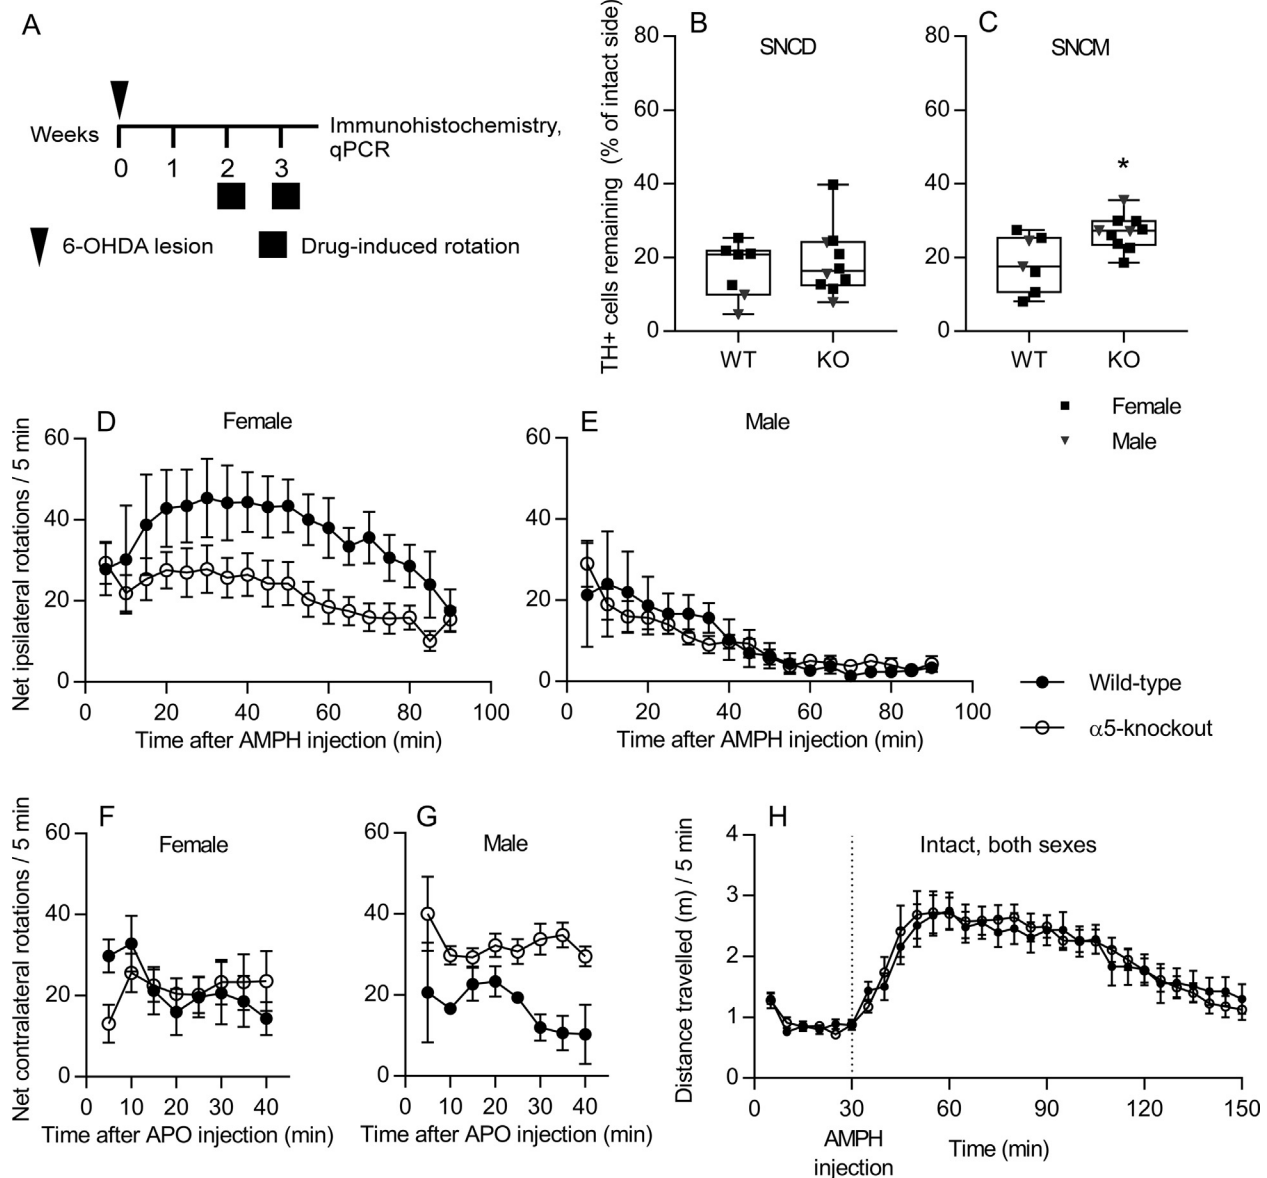 A
Weeks
0 1 2 3
Immunohistochemistry,
qPCR
6-OHDA lesion
Drug-induced rotation
B
SNCD
TH+ cells remaining (% of intact side)
80
60
40
20
0
WT KO
C
SNCM
80
60
40
20
0
*
WT KO
Female
Male
D
Female
Net ipsilateral rotations / 5 min
60
40
20
0
0 20 40 60 80 100
Time after AMPH injection (min)
E
Male
60
40
20
0
0 20 40 60 80 100
Time after AMPH injection (min)
Wild-type
α5-knockout
F
Female
Net contralateral rotations / 5 min
60
40
20
0
0 10 20 30 40
Time after APO injection (min)
G
Male
60
40
20
0
0 10 20 30 40
Time after APO injection (min)
H
Intact, both sexes
Distance travelled (m) / 5 min
4
3
2
1
0
0 30 60 90 120 150
AMPH
injection
Time (min)